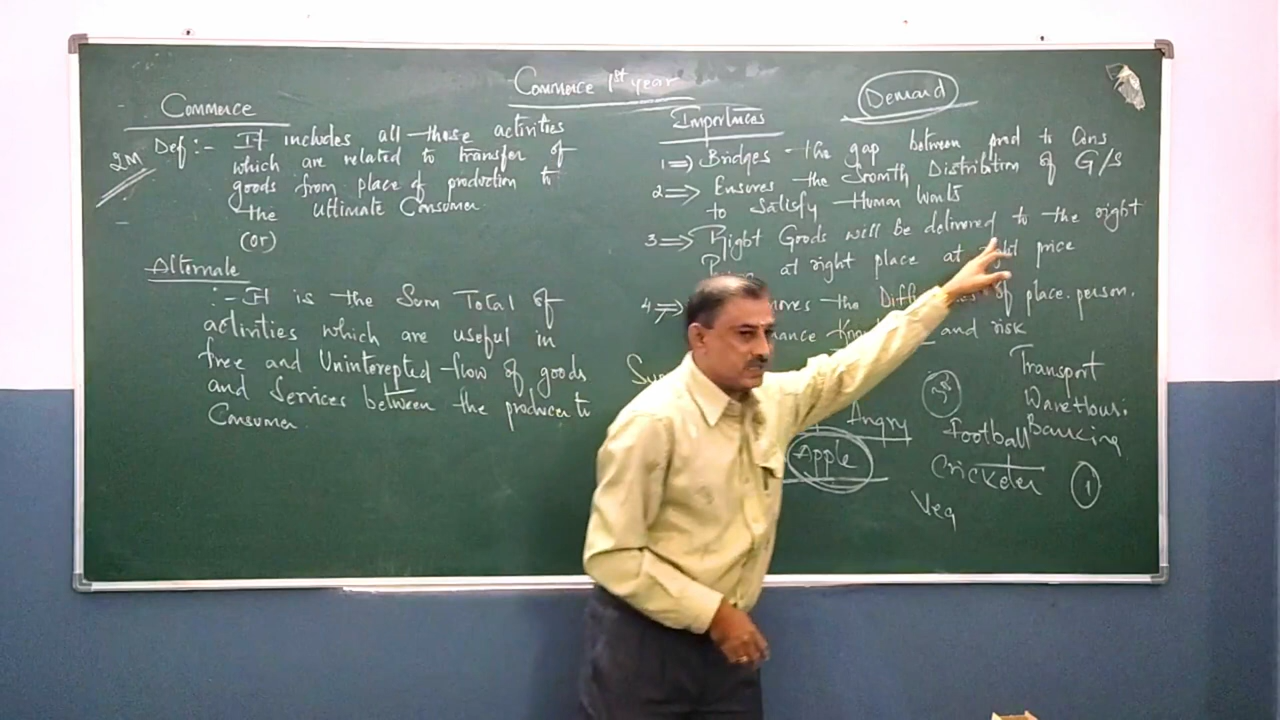 Commerce 1st year
Commerce
2M
Def :- It includes all those activities
which are related to transfer of
goods from place of production to
the Ultimate Consumer
(or)
Alternate
:- It is the Sum Total of
activities which are useful in
free and Uninterepted flow of goods
and Services between the producer to
Consumer
Demand
Importances
1 => Bridges the gap between prod to Cons
2 => Ensures the Smooth Distribution of G/s
to Satisfy Human Wants
3 => Right Goods will be delivered to the right
at right place at right price
4 => the of place. person.
and risk
Transport
Angry
Football Banking
Apple
Cricketer 1
Veg